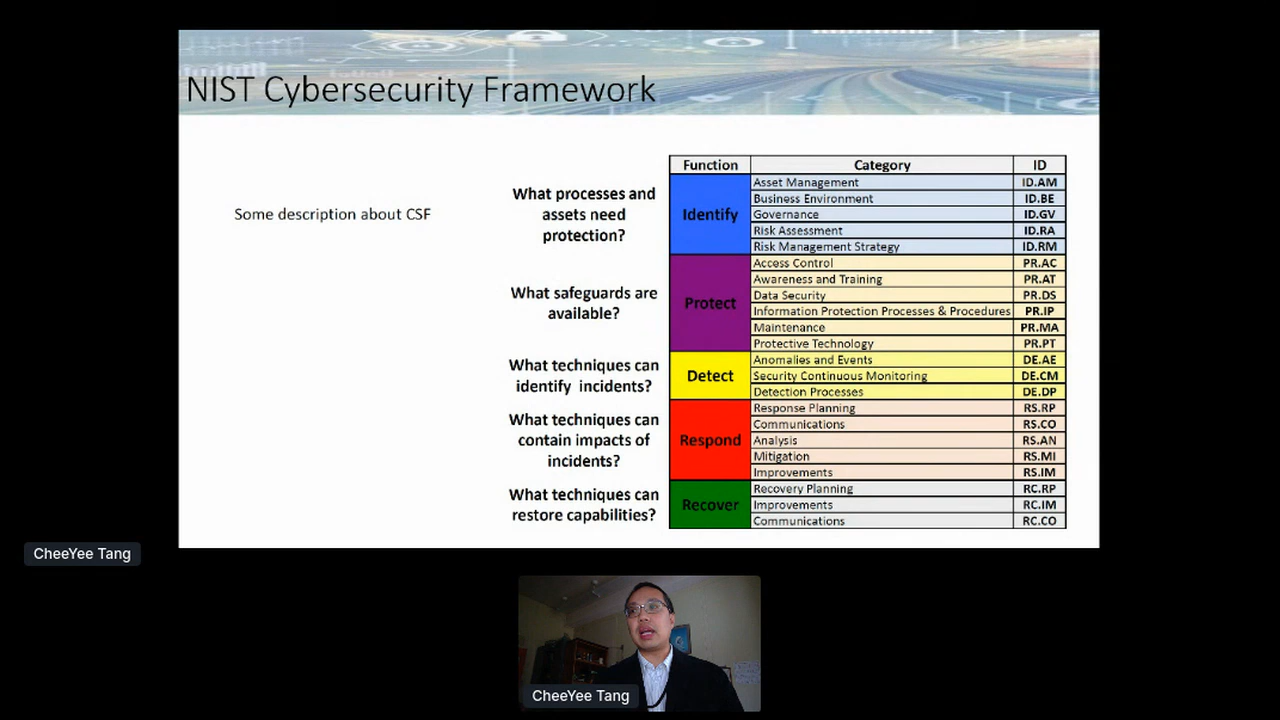 NIST Cybersecurity Framework
Some description about CSF
What processes and
assets need
protection?
What safeguards are
available?
What techniques can
identify incidents?
What techniques can
contain impacts of
incidents?
What techniques can
restore capabilities?
Function Category ID
Identify
Asset Management ID.AM
Business Environment ID.BE
Governance ID.GV
Risk Assessment ID.RA
Risk Management Strategy ID.RM
Protect
Access Control PR.AC
Awareness and Training PR.AT
Data Security PR.DS
Information Protection Processes & Procedures PR.IP
Maintenance PR.MA
Protective Technology PR.PT
Detect
Anomalies and Events DE.AE
Security Continuous Monitoring DE.CM
Detection Processes DE.DP
Respond
Response Planning RS.RP
Communications RS.CO
Analysis RS.AN
Mitigation RS.MI
Improvements RS.IM
Recover
Recovery Planning RC.RP
Improvements RC.IM
Communications RC.CO
CheeYee Tang
CheeYee Tang